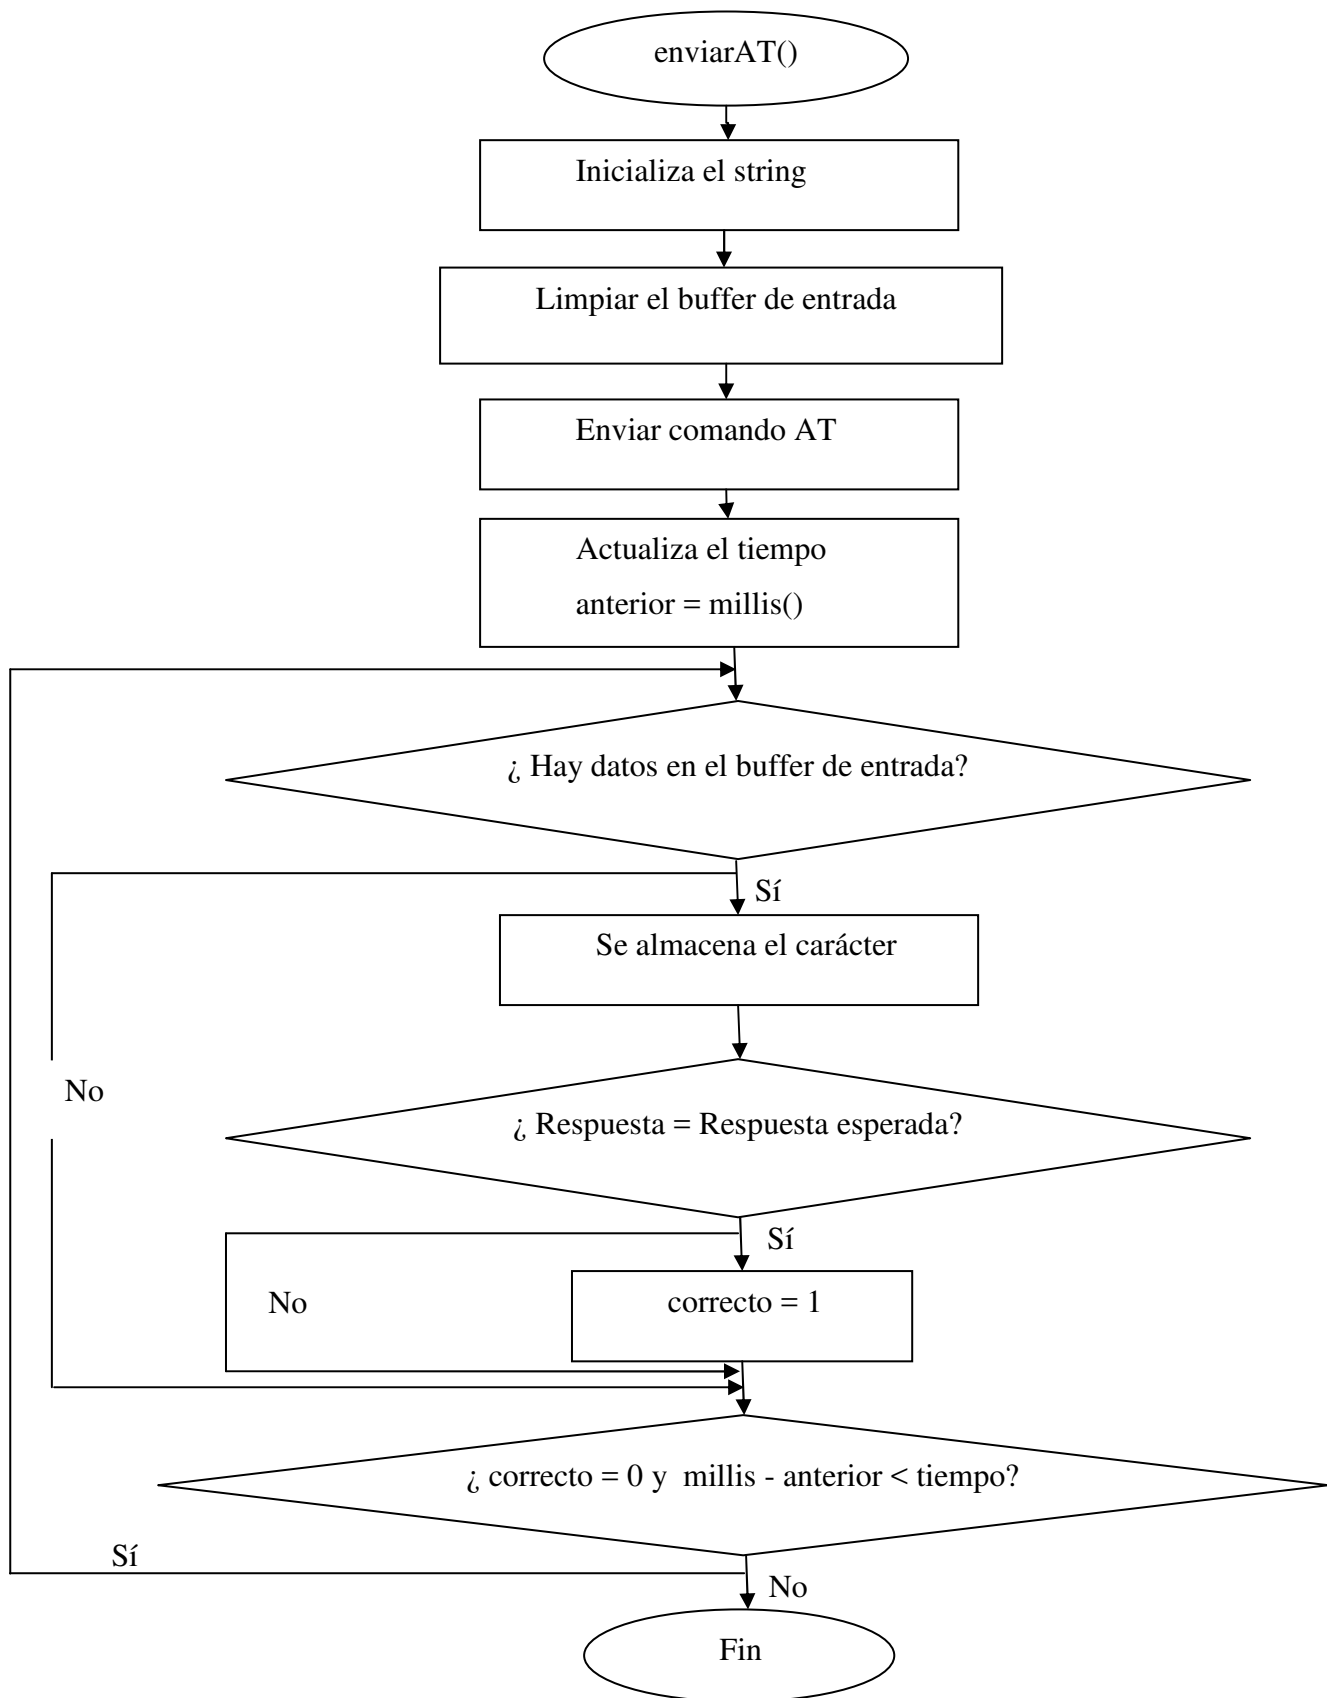 enviarAT()
Inicializa el string
Limpiar el buffer de entrada
Enviar comando AT
Actualiza el tiempo
anterior = millis()
¿ Hay datos en el buffer de entrada?
Sí
Se almacena el carácter
No
¿ Respuesta = Respuesta esperada?
Sí
No
correcto = 1
¿ correcto = 0 y  millis - anterior < tiempo?
Sí
No
Fin